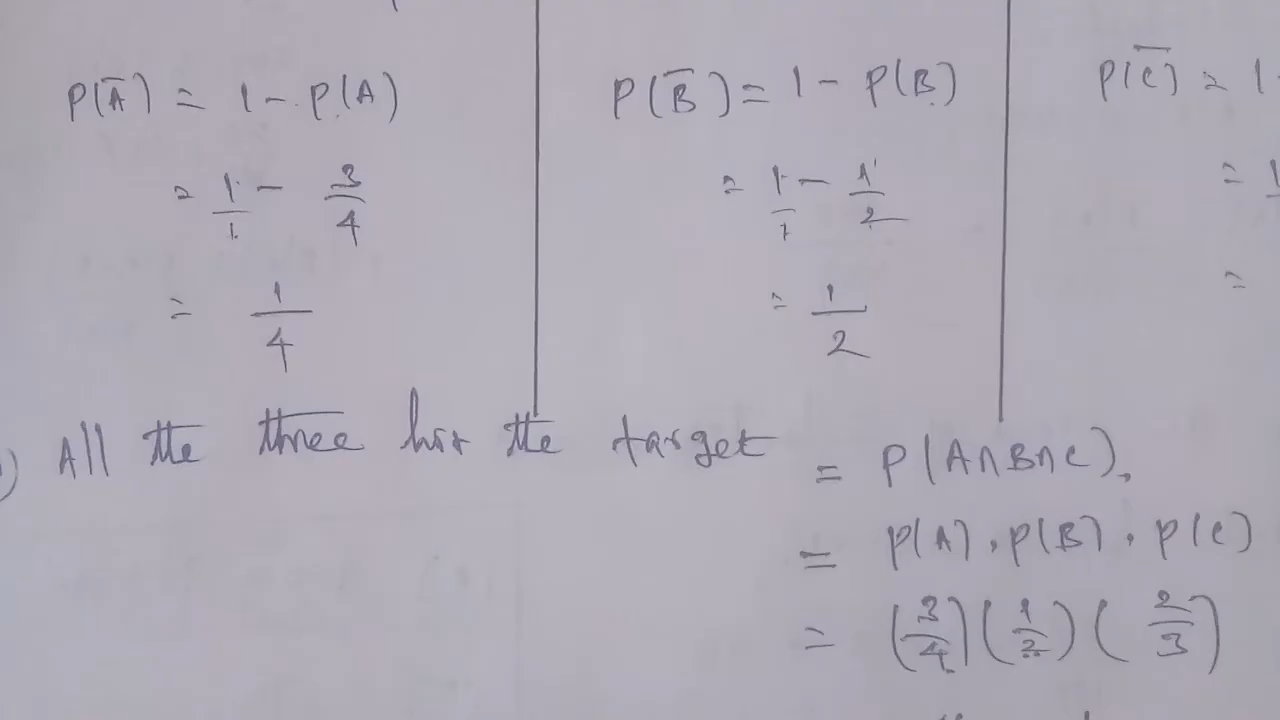 P(A̅) = 1 - P(A)
= 1/1 - 3/4
= 1/4
P(B̅) = 1 - P(B)
= 1/1 - 1/2
= 1/2
P(C̅) = 1
= 1
=
) All the three hit the target = P(A∩B∩C).
= P(A).P(B).P(C)
= (3/4)(1/2)(2/3)